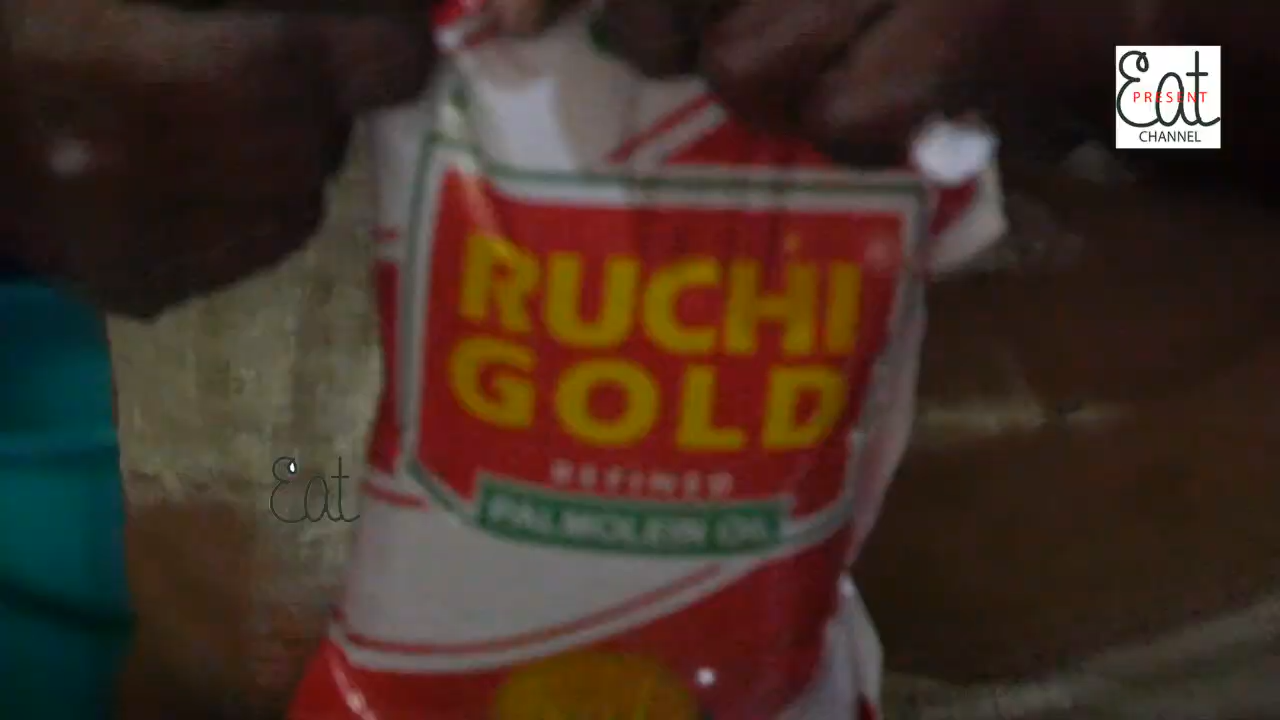 Eat
PRESENT
CHANNEL
RUCHI
GOLD
REFINED
PALMOLEIN OIL
Eat